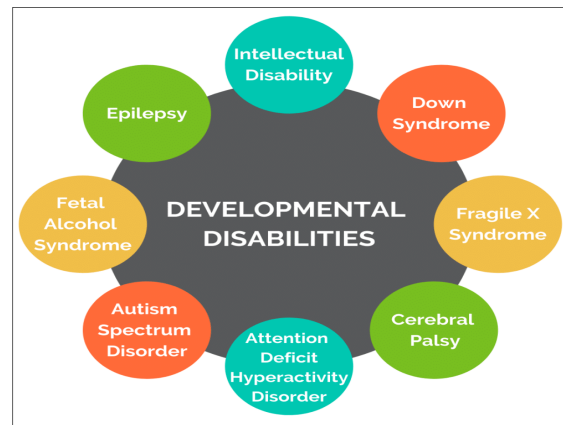 DEVELOPMENTAL
DISABILITIES
Intellectual
Disability
Down
Syndrome
Fragile X
Syndrome
Cerebral
Palsy
Attention
Deficit
Hyperactivity
Disorder
Autism
Spectrum
Disorder
Fetal
Alcohol
Syndrome
Epilepsy